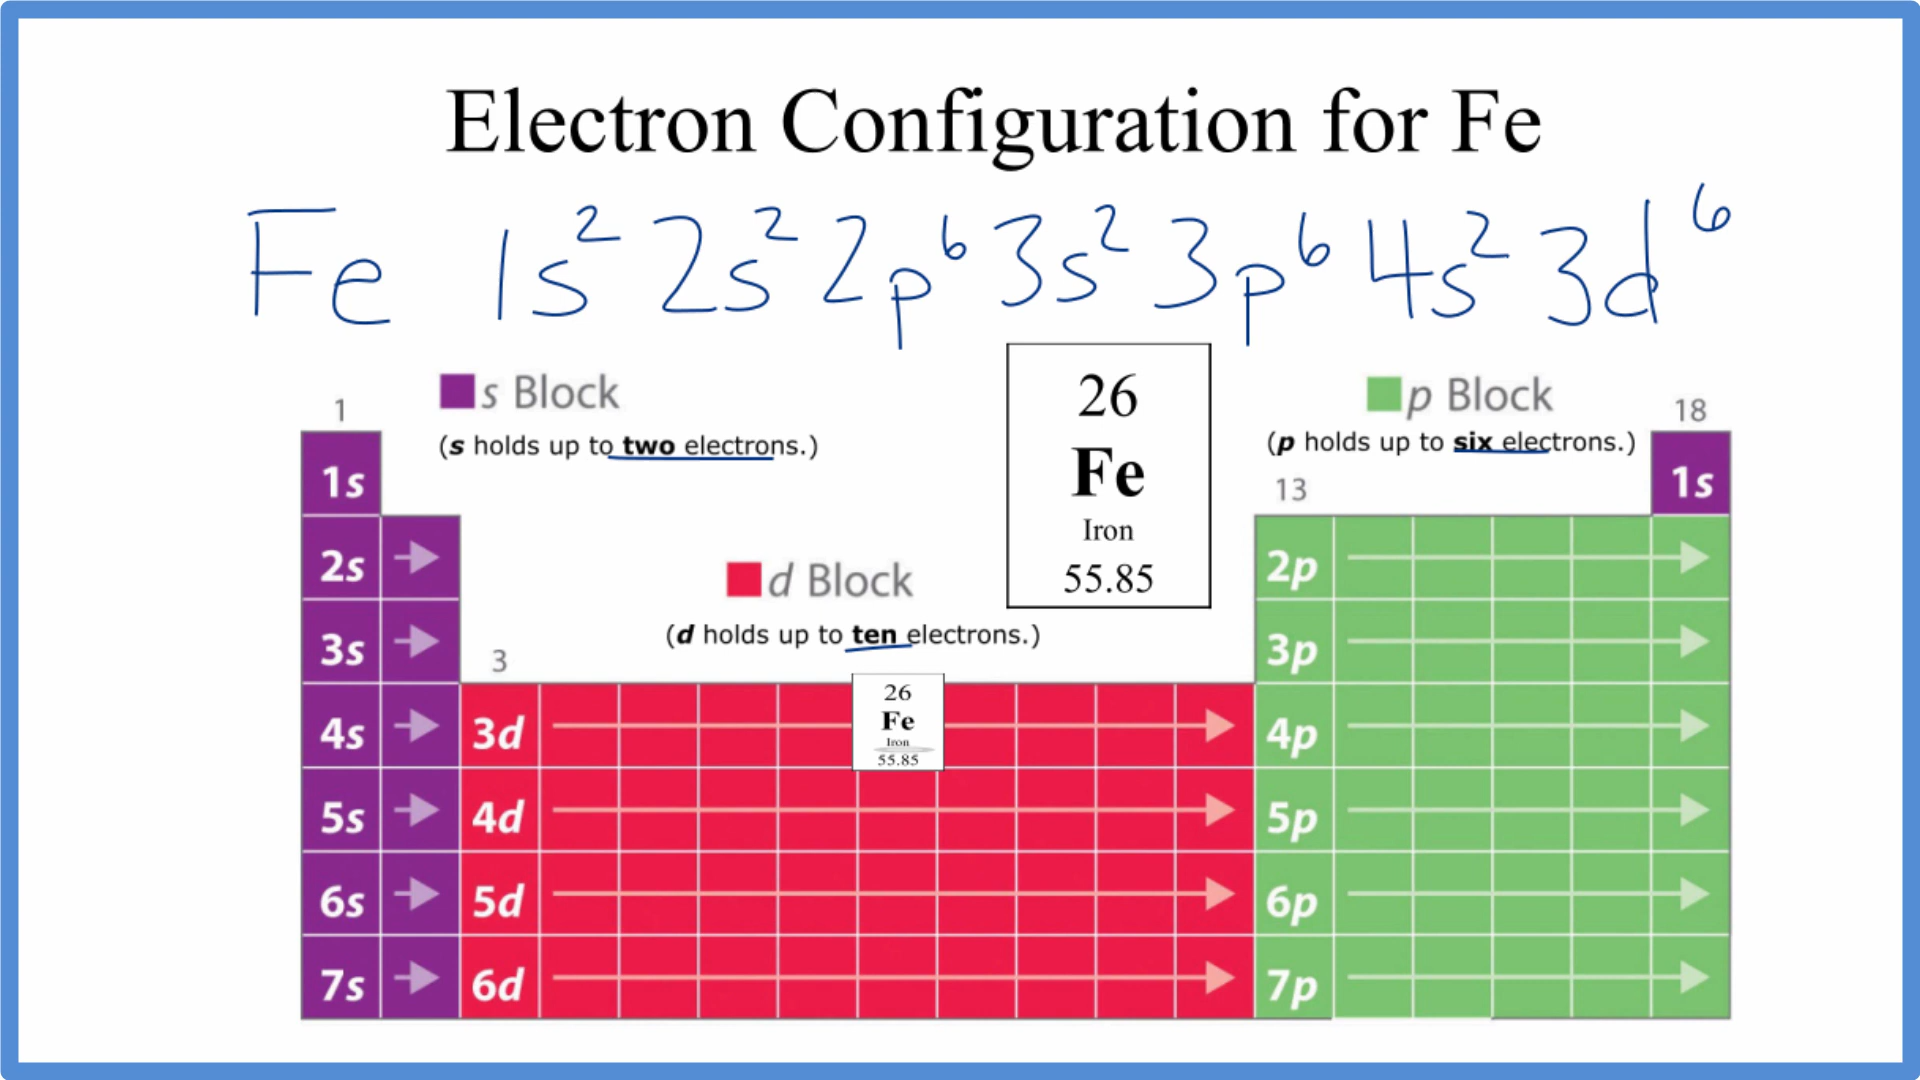 Electron Configuration for Fe
Fe 1s² 2s² 2p⁶ 3s² 3p⁶ 4s² 3d⁶
s Block
(s holds up to two electrons.)
26
Fe
Iron
55.85
p Block
(p holds up to six electrons.)
1
18
13
3
d Block
(d holds up to ten electrons.)
1s 1s
2s 2p
3s 3p
4s 3d 26 Fe Iron 55.85 4p
5s 4d 5p
6s 5d 6p
7s 6d 7p